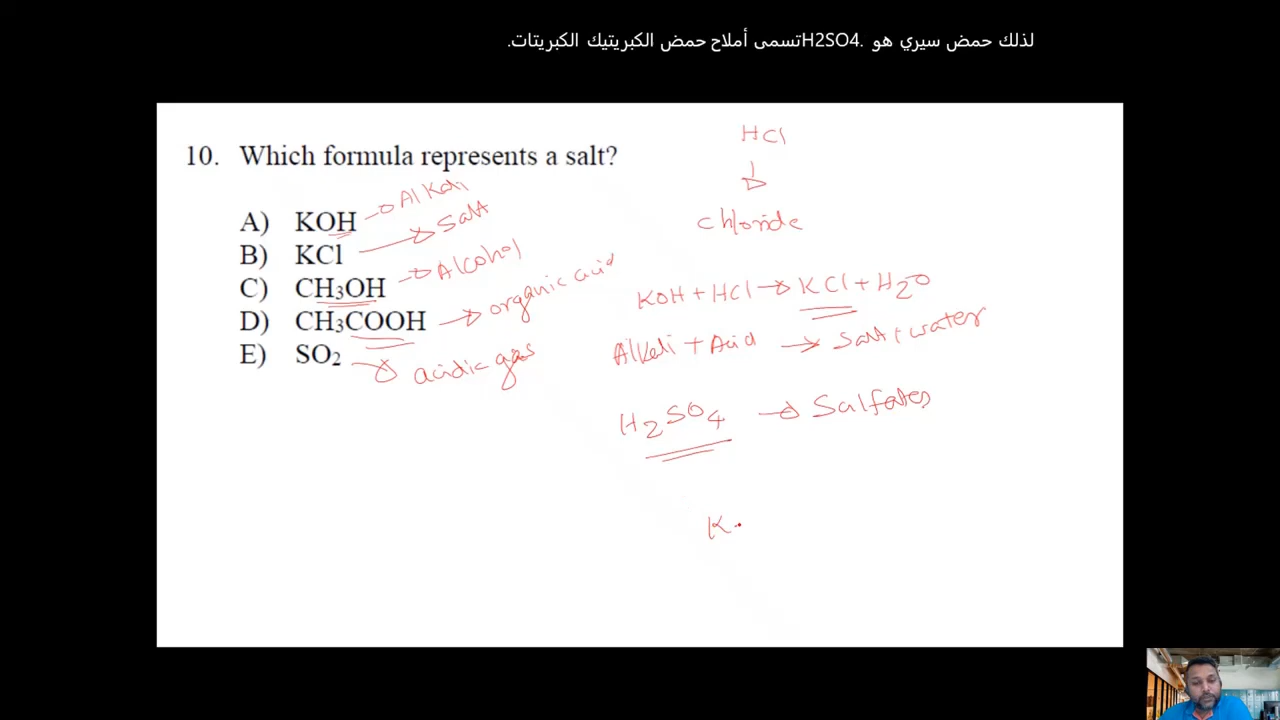 لذلك حمض سيري هو .H2SO4تسمى أملاح حمض الكبريتيك الكبريتات.
10. Which formula represents a salt?
A) KOH → Alkali
B) KCl → Salt
C) CH3OH → Alcohol
D) CH3COOH → organic acid
E) SO2 → acidic gas
HCl
↓
chloride
KOH + HCl → KCl + H2O
Alkali + Acid → Salt + water
H2SO4 → Sulfates
K